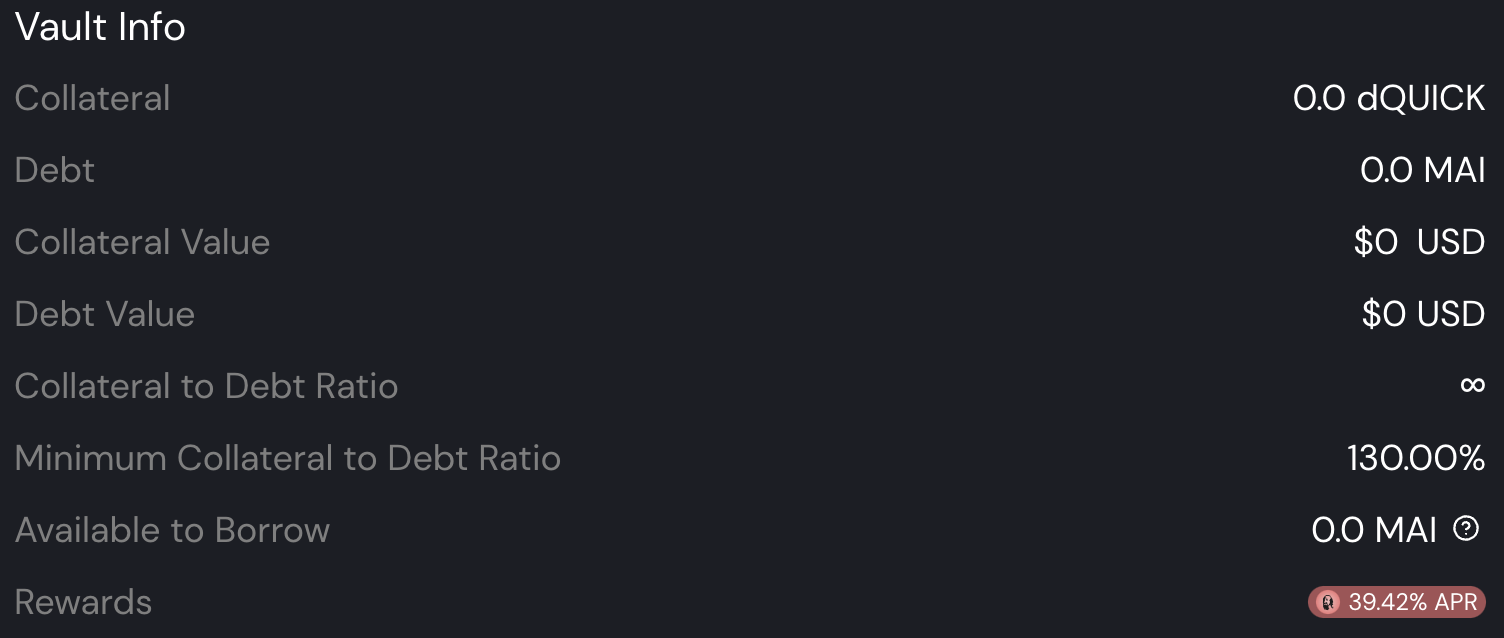 Vault Info
Collateral 0.0 dQUICK
Debt 0.0 MAI
Collateral Value $0 USD
Debt Value $0 USD
Collateral to Debt Ratio ∞
Minimum Collateral to Debt Ratio 130.00%
Available to Borrow 0.0 MAI ?
Rewards 39.42% APR